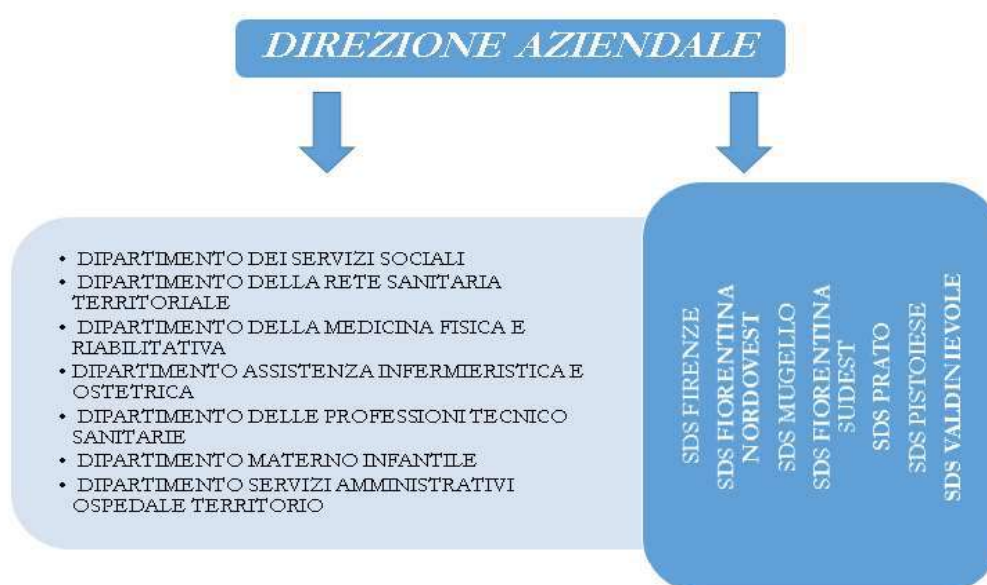 DIREZIONE AZIENDALE
• DIPARTIMENTO DEI SERVIZI SOCIALI
• DIPARTIMENTO DELLA RETE SANITARIA
TERRITORIALE
• DIPARTIMENTO DELLA MEDICINA FISICA E
RIABILITATIVA
• DIPARTIMENTO ASSISTENZA INFERMIERISTICA E
OSTETRICA
• DIPARTIMENTO DELLE PROFESSIONI TECNICO
SANITARIE
• DIPARTIMENTO MATERNO INFANTILE
• DIPARTIMENTO SERVIZI AMMINISTRATIVI
OSPEDALE TERRITORIO
SDS FIRENZE
SDS FIORENTINA
NORDOVEST
SDS MUGELLO
SDS FIORENTINA
SUDEST
SDS PRATO
SDS PISTOIESE
SDS VALDINIEVOLE